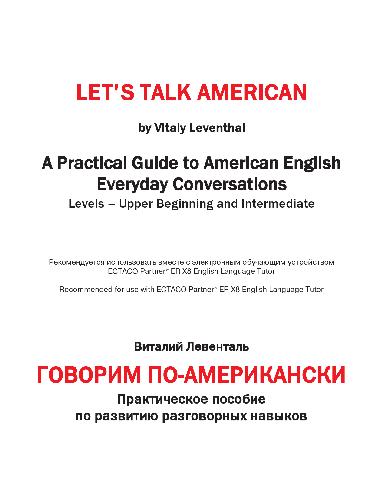 LET'S TALK AMERICAN
by Vitaly Leventhal
A Practical Guide to American English
Everyday Conversations
Levels – Upper Beginning and Intermediate
Рекомендуется использовать вместе с электронным обучающим устройством
ECTACO Partner® ER X8 English Language Tutor
Recommended for use with ECTACO Partner® ER X8 English Language Tutor
Виталий Левенталь
ГОВОРИМ ПО-АМЕРИКАНСКИ
Практическое пособие
по развитию разговорных навыков